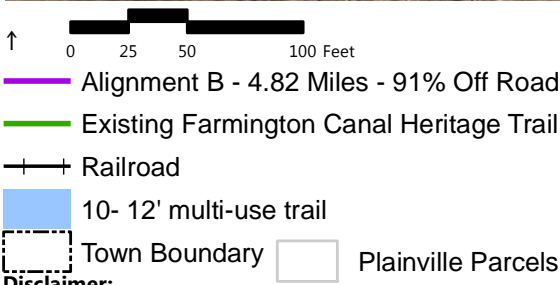 0 25 50 100 Feet
Alignment B - 4.82 Miles - 91% Off Road
Existing Farmington Canal Heritage Trail
Railroad
10- 12' multi-use trail
Town Boundary Plainville Parcels
Disclaimer: